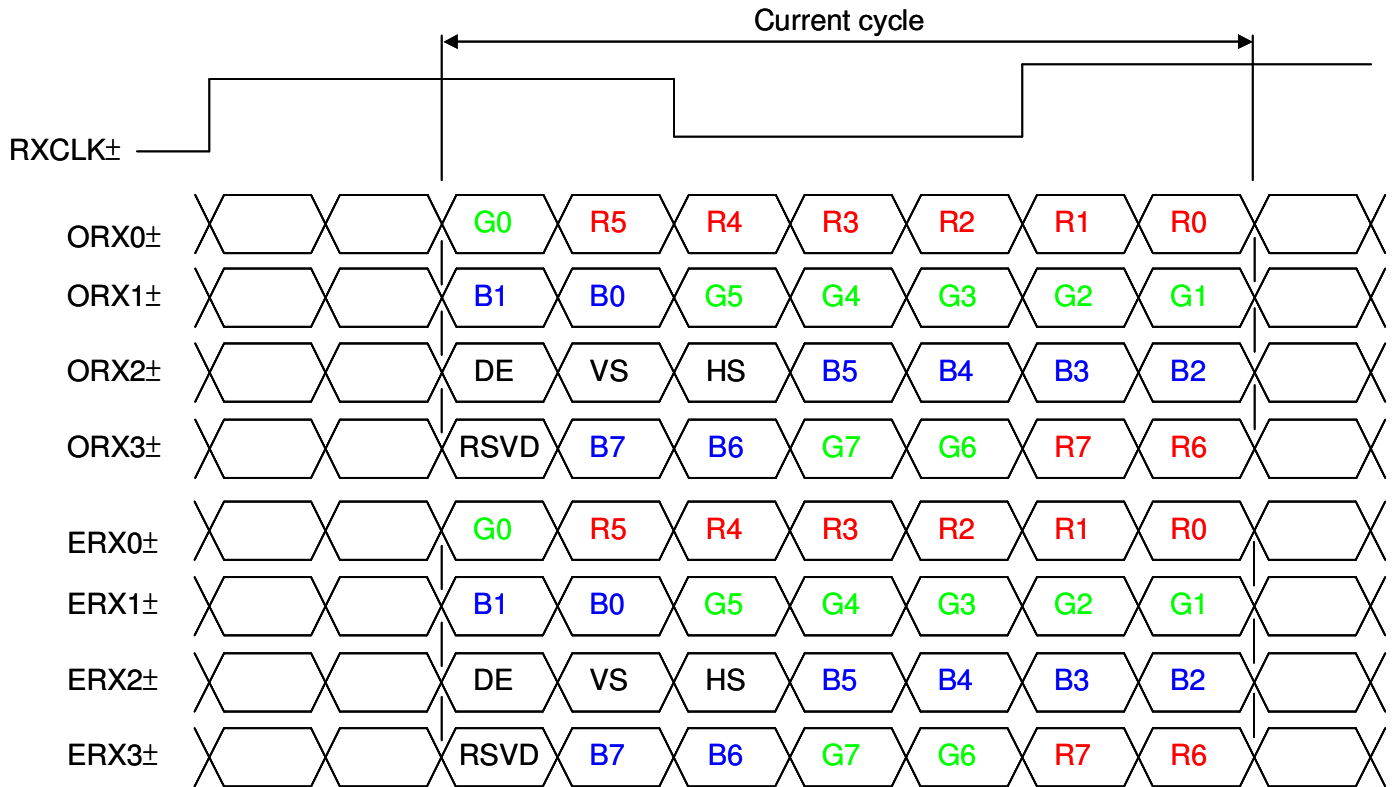 Current cycle
RXCLK±
ORX0± G0 R5 R4 R3 R2 R1 R0
ORX1± B1 B0 G5 G4 G3 G2 G1
ORX2± DE VS HS B5 B4 B3 B2
ORX3± RSVD B7 B6 G7 G6 R7 R6
ERX0± G0 R5 R4 R3 R2 R1 R0
ERX1± B1 B0 G5 G4 G3 G2 G1
ERX2± DE VS HS B5 B4 B3 B2
ERX3± RSVD B7 B6 G7 G6 R7 R6